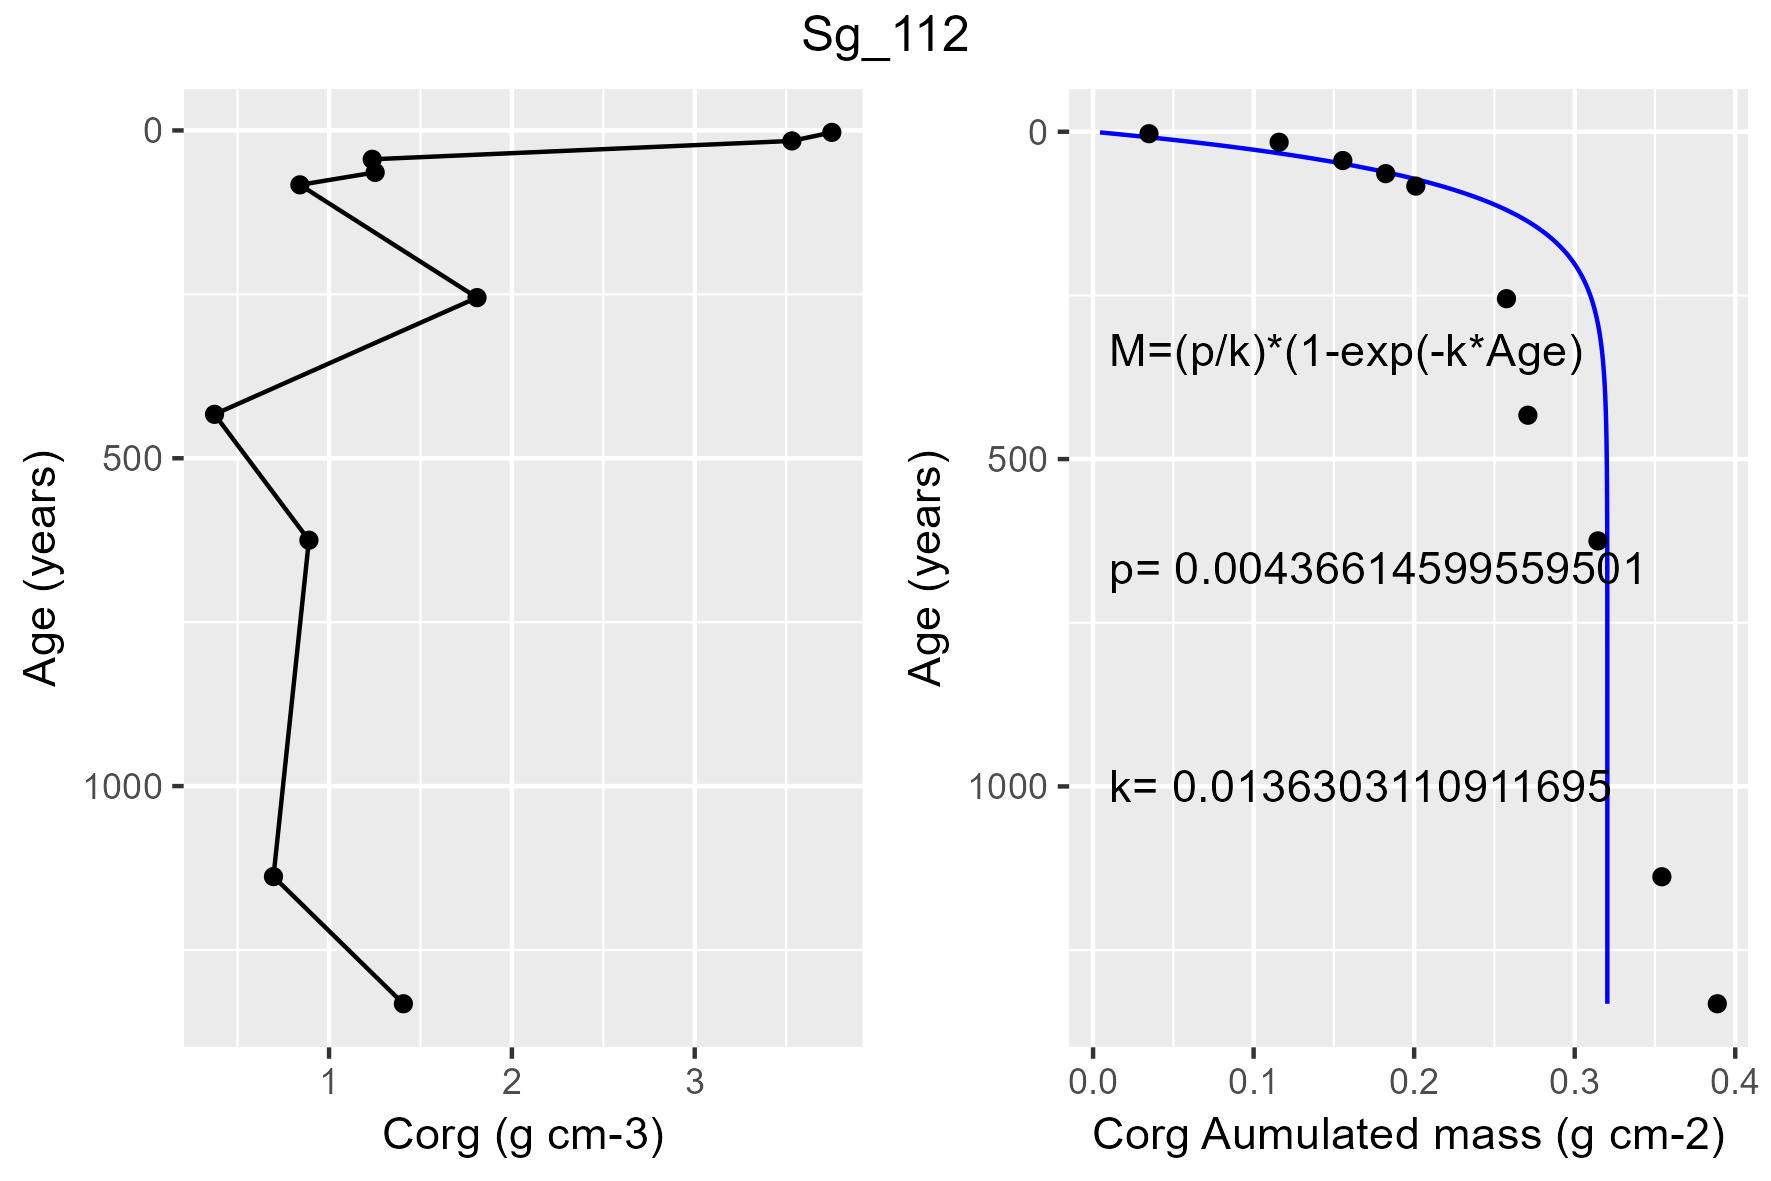 Sg_112
0
500
1000
Age (years)
1
2
3
Corg (g cm-3)
0
500
1000
Age (years)
M=(p/k)*(1-exp(-k*Age)
p= 0.00436614599559501
k= 0.0136303110911695
0.0
0.1
0.2
0.3
0.4
Corg Aumulated mass (g cm-2)